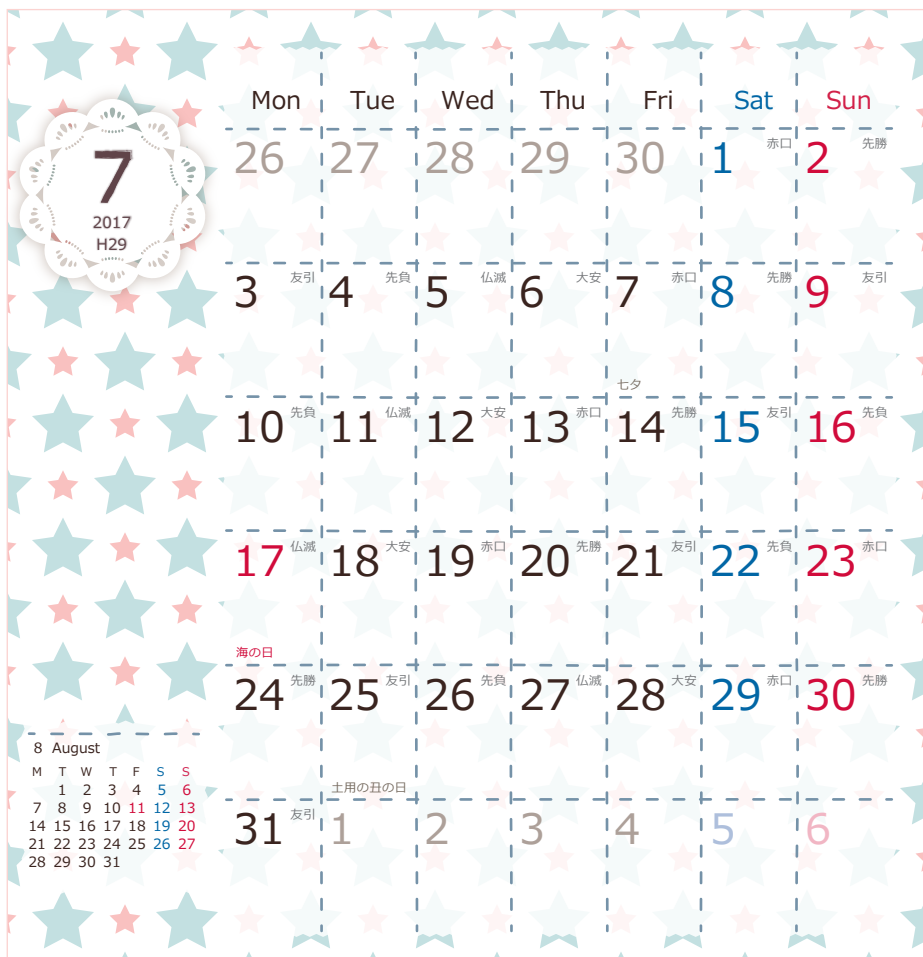 7
2017
H29
Mon Tue Wed Thu Fri Sat Sun
26 27 28 29 30 1 赤口 2 先勝
3 友引 4 先負 5 仏滅 6 大安 7 赤口 8 先勝 9 友引
七夕
10 先負 11 仏滅 12 大安 13 赤口 14 先勝 15 友引 16 先負
17 仏滅 18 大安 19 赤口 20 先勝 21 友引 22 先負 23 赤口
海の日
24 先勝 25 友引 26 先負 27 仏滅 28 大安 29 赤口 30 先勝
土用の丑の日
31 友引 1 2 3 4 5 6
8 August
M T W T F S S
1 2 3 4 5 6
7 8 9 10 11 12 13
14 15 16 17 18 19 20
21 22 23 24 25 26 27
28 29 30 31